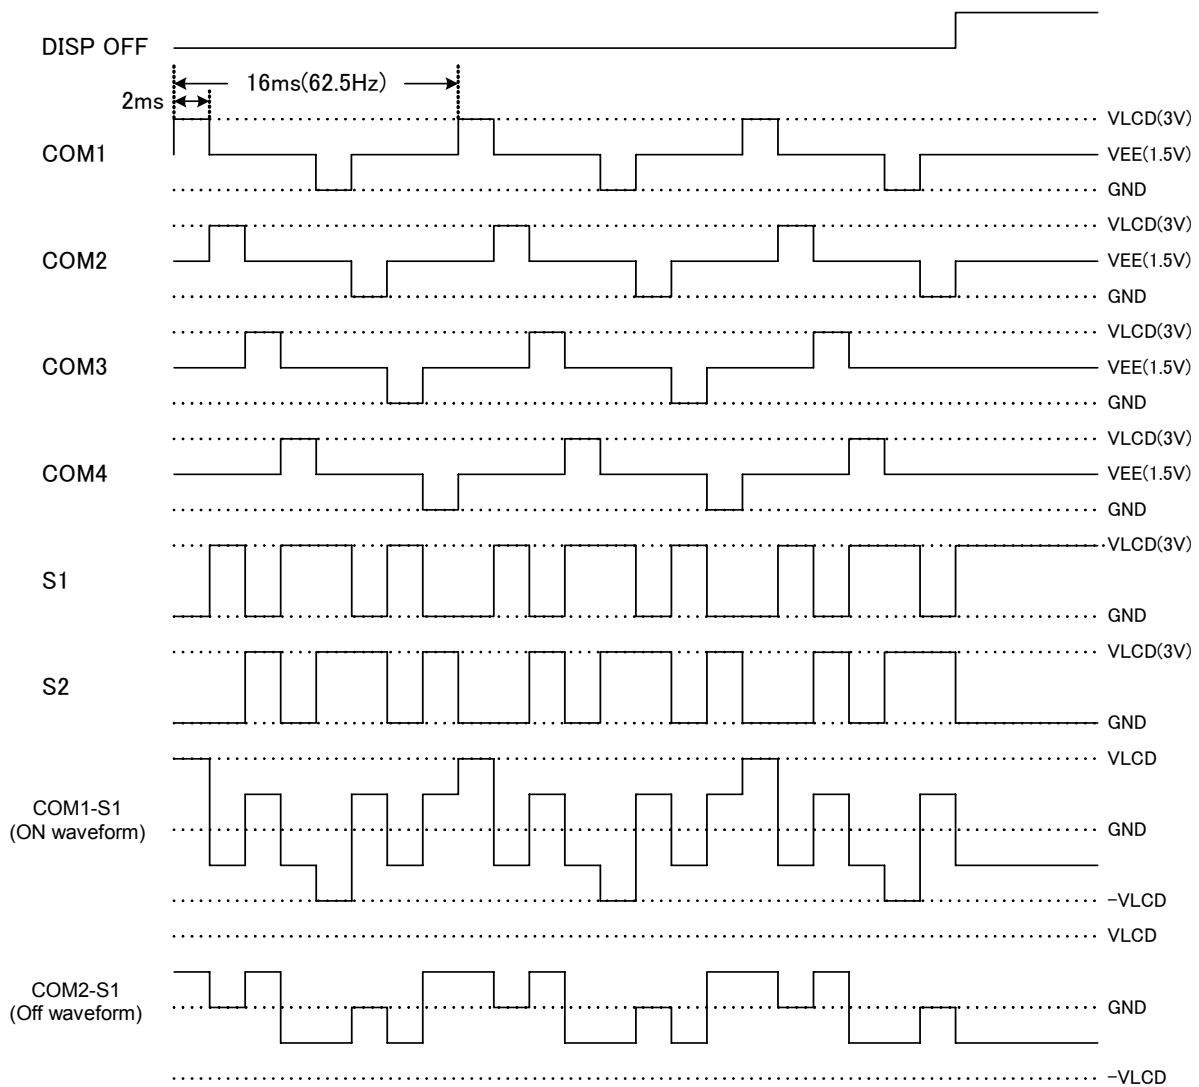 DISP OFF
16ms(62.5Hz)
2ms
VLCD(3V)
COM1
VEE(1.5V)
GND
VLCD(3V)
COM2
VEE(1.5V)
GND
VLCD(3V)
COM3
VEE(1.5V)
GND
VLCD(3V)
COM4
VEE(1.5V)
GND
VLCD(3V)
S1
GND
VLCD(3V)
S2
GND
VLCD
COM1-S1
(ON waveform)
GND
-VLCD
VLCD
COM2-S1
(Off waveform)
GND
-VLCD